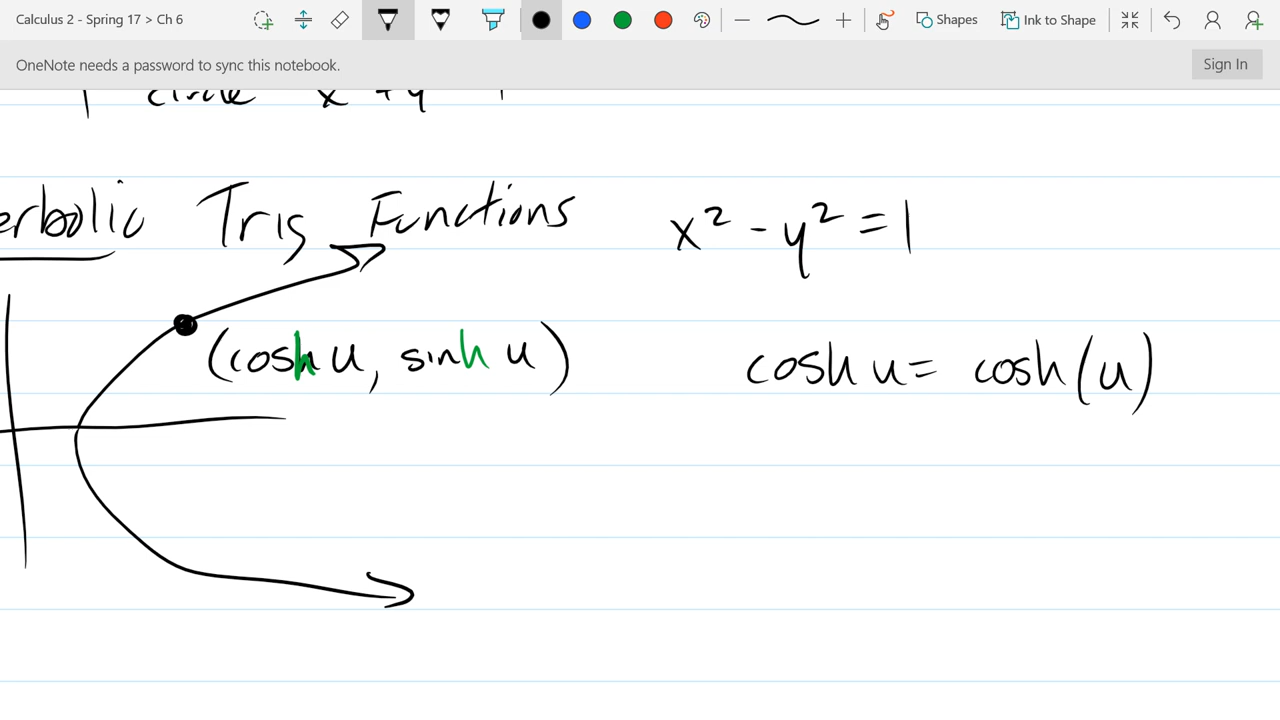 Calculus 2 - Spring 17 > Ch 6
Shapes
Ink to Shape
OneNote needs a password to sync this notebook.
Sign In
circle x + y
erbolic Trig Functions
x² - y² = 1
(cosh u, sinh u)
cosh u = cosh(u)